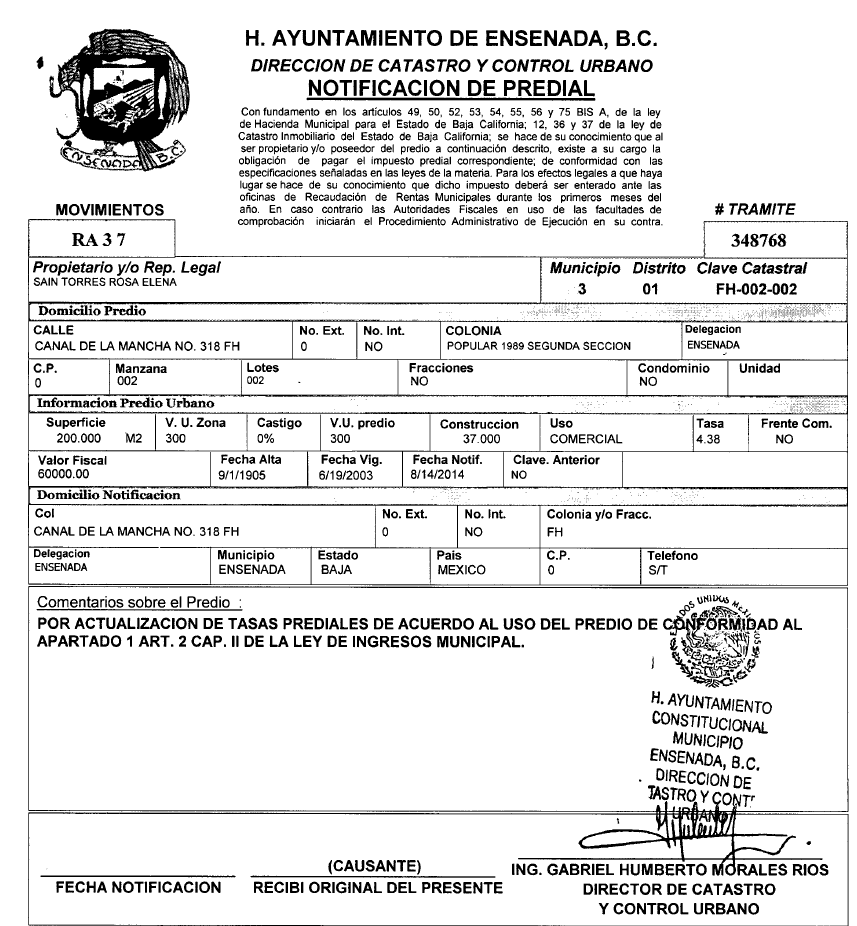 H. AYUNTAMIENTO DE ENSENADA, B.C.
DIRECCION DE CATASTRO Y CONTROL URBANO
NOTIFICACION DE PREDIAL
ENSENADA B.C.
Con fundamento en los artículos 49, 50, 52, 53, 54, 55, 56 y 75 BIS A, de la ley
de Hacienda Municipal para el Estado de Baja California; 12, 36 y 37 de la ley de
Catastro Inmobiliario del Estado de Baja California; se hace de su conocimiento que al
ser propietario y/o poseedor del predio a continuación descrito, existe a su cargo la
obligación de pagar el impuesto predial correspondiente; de conformidad con las
especificaciones señaladas en las leyes de la materia. Para los efectos legales a que haya
lugar se hace de su conocimiento que dicho impuesto deberá ser enterado ante las
oficinas de Recaudación de Rentas Municipales durante los primeros meses del
año. En caso contrario las Autoridades Fiscales en uso de las facultades de
comprobación iniciarán el Procedimiento Administrativo de Ejecución en su contra.
MOVIMIENTOS # TRAMITE
RA 3 7 348768
Propietario y/o Rep. Legal Municipio Distrito Clave Catastral
SAIN TORRES ROSA ELENA 3 01 FH-002-002
Domicilio Predio
CALLE No. Ext. No. Int. COLONIA Delegacion
CANAL DE LA MANCHA NO. 318 FH 0 NO POPULAR 1989 SEGUNDA SECCION ENSENADA
C.P. Manzana Lotes Fracciones Condominio Unidad
0 002 002 NO NO
Informacion Predio Urbano
Superficie V. U. Zona Castigo V.U. predio Construccion Uso Tasa Frente Com.
200.000 M2 300 0% 300 37.000 COMERCIAL 4.38 NO
Valor Fiscal Fecha Alta Fecha Vig. Fecha Notif. Clave. Anterior
60000.00 9/1/1905 6/19/2003 8/14/2014 NO
Domicilio Notificacion
Col No. Ext. No. Int. Colonia y/o Fracc.
CANAL DE LA MANCHA NO. 318 FH 0 NO FH
Delegacion Municipio Estado Pais C.P. Telefono
ENSENADA ENSENADA BAJA MEXICO 0 S/T
Comentarios sobre el Predio :
POR ACTUALIZACION DE TASAS PREDIALES DE ACUERDO AL USO DEL PREDIO DE CONFORMIDAD AL
APARTADO 1 ART. 2 CAP. II DE LA LEY DE INGRESOS MUNICIPAL.
UNIDOS
H. AYUNTAMIENTO
CONSTITUCIONAL
MUNICIPIO
ENSENADA, B.C.
DIRECCION DE
TASTRO Y CONT
URBANO
(CAUSANTE)
FECHA NOTIFICACION RECIBI ORIGINAL DEL PRESENTE
ING. GABRIEL HUMBERTO MORALES RIOS
DIRECTOR DE CATASTRO
Y CONTROL URBANO